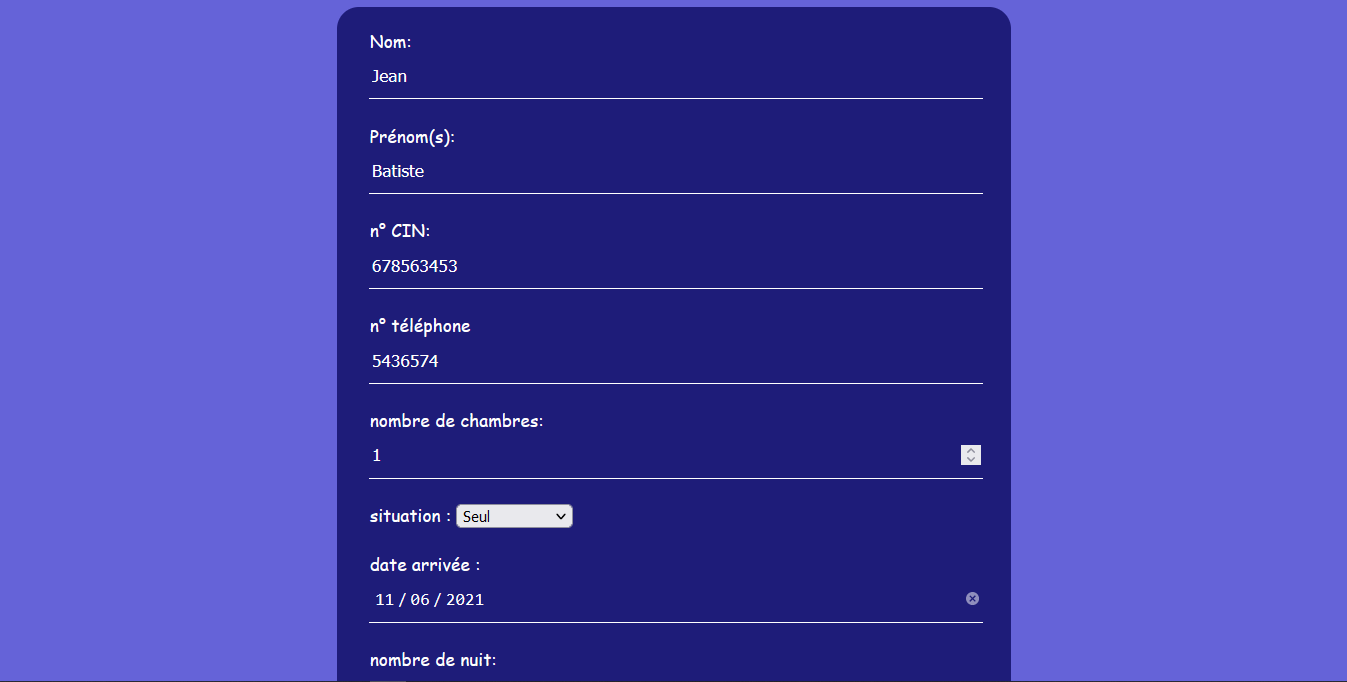 Nom:
Jean
Prénom(s):
Batiste
n° CIN:
678563453
n° téléphone
5436574
nombre de chambres:
1
situation : Seul
date arrivée :
11 / 06 / 2021
nombre de nuit: